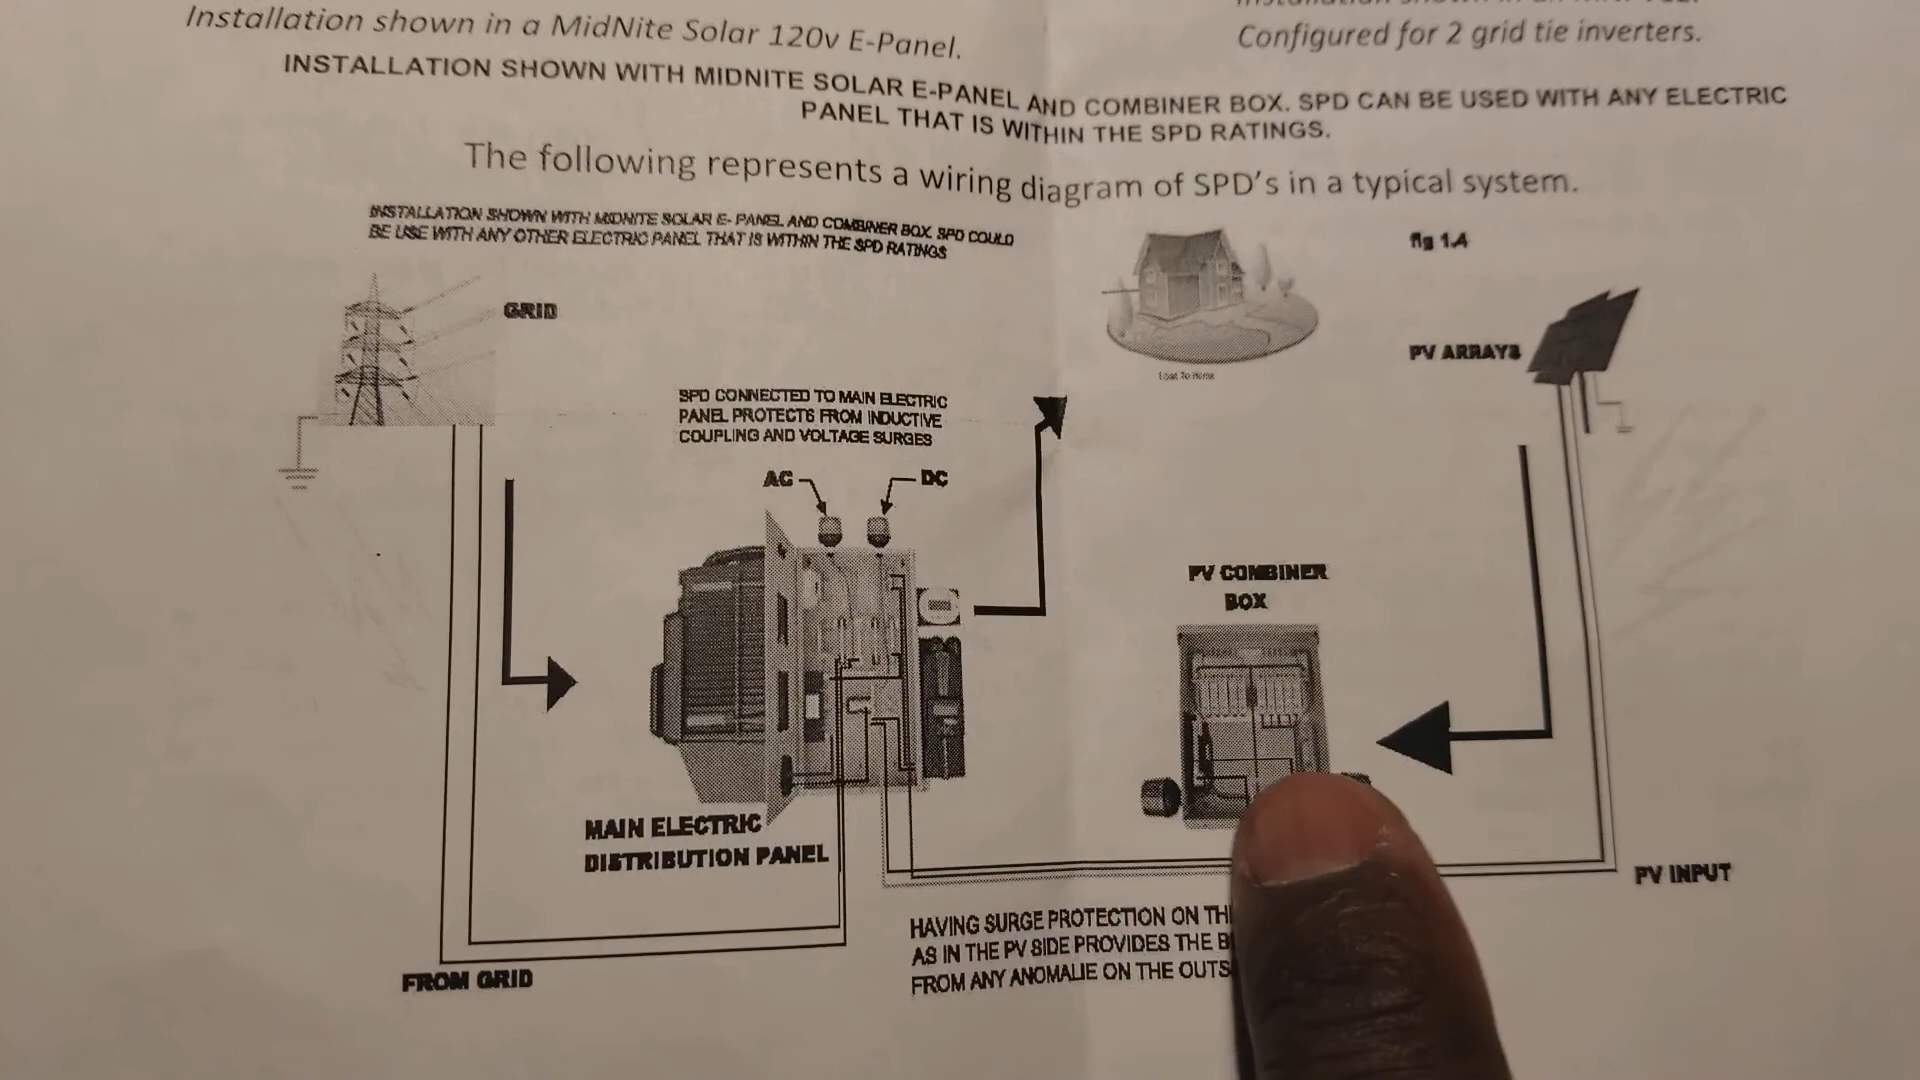 Installation shown in a MidNite Solar 120v E-Panel.
Configured for 2 grid tie inverters.
INSTALLATION SHOWN WITH MIDNITE SOLAR E-PANEL AND COMBINER BOX. SPD CAN BE USED WITH ANY ELECTRIC
PANEL THAT IS WITHIN THE SPD RATINGS.
The following represents a wiring diagram of SPD's in a typical system.
INSTALLATION SHOWN WITH MIDNITE SOLAR E- PANEL AND COMBINER BOX. SPD COULD
BE USE WITH ANY OTHER ELECTRIC PANEL THAT IS WITHIN THE SPD RATINGS
fig 1.4
GRID
PV ARRAYS
Load To Home
SPD CONNECTED TO MAIN ELECTRIC
PANEL PROTECTS FROM INDUCTIVE
COUPLING AND VOLTAGE SURGES
AC
DC
PV COMBINER
BOX
MAIN ELECTRIC
DISTRIBUTION PANEL
PV INPUT
HAVING SURGE PROTECTION ON
AS IN THE PV SIDE PROVIDES THE
FROM ANY ANOMALIE ON THE
FROM GRID